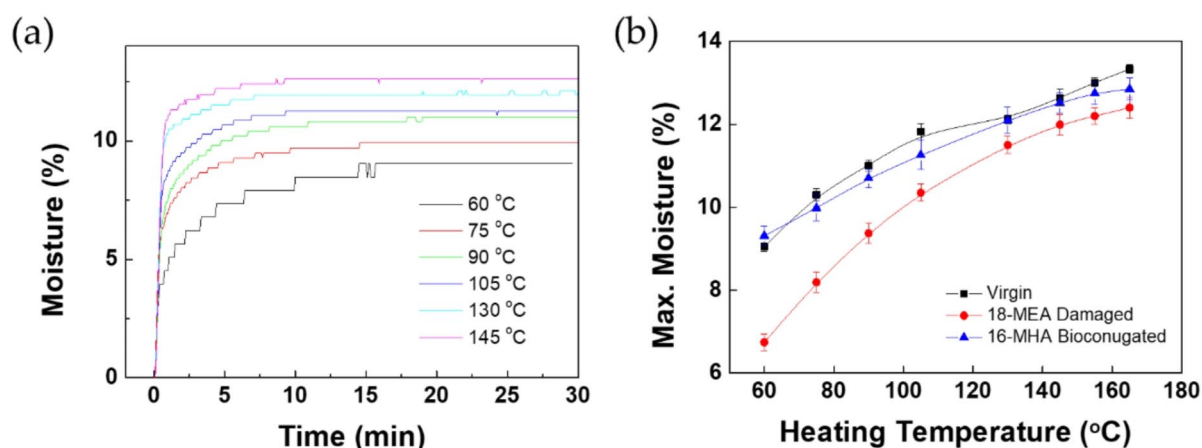 (a)
Moisture (%)
10
5
0
60 °C
75 °C
90 °C
105 °C
130 °C
145 °C
0 5 10 15 20 25 30
Time (min)
(b)
Max. Moisture (%)
14
12
10
8
6
Virgin
18-MEA Damaged
16-MHA Bioconugated
60 80 100 120 140 160 180
Heating Temperature (°C)